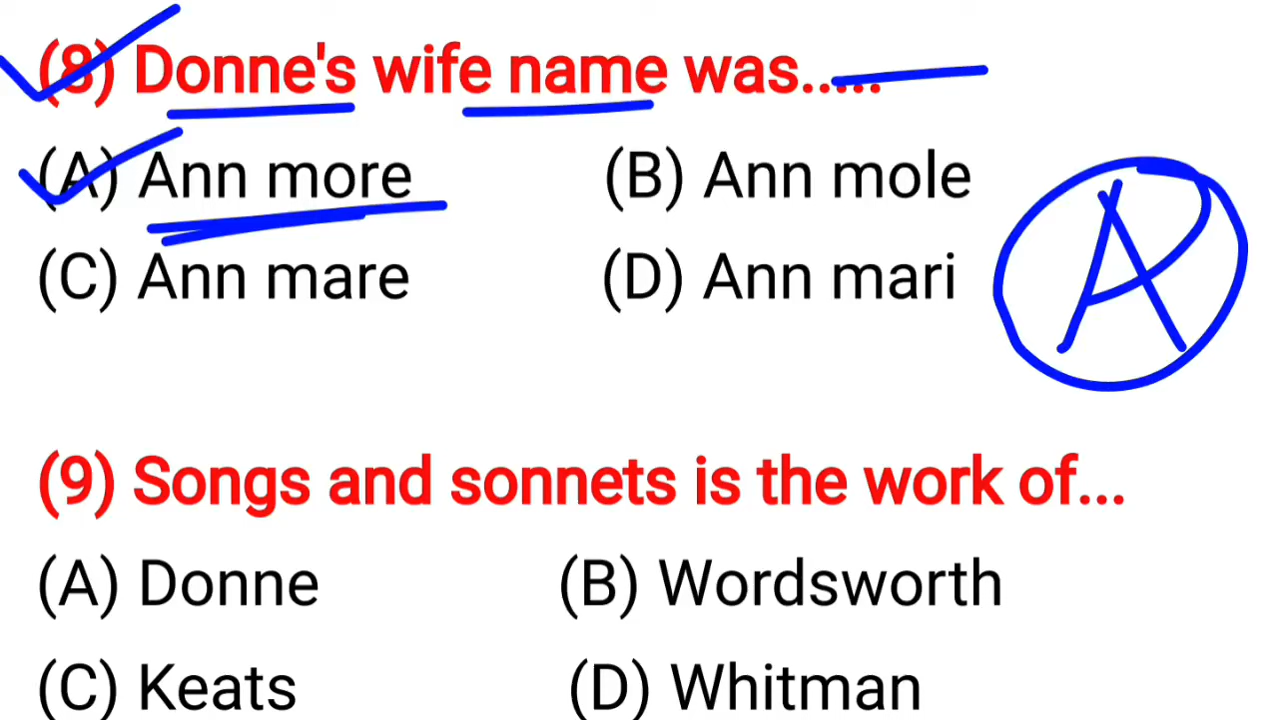 (8) Donne's wife name was.....
(A) Ann more (B) Ann mole
(C) Ann mare (D) Ann mari
A
(9) Songs and sonnets is the work of...
(A) Donne (B) Wordsworth
(C) Keats (D) Whitman